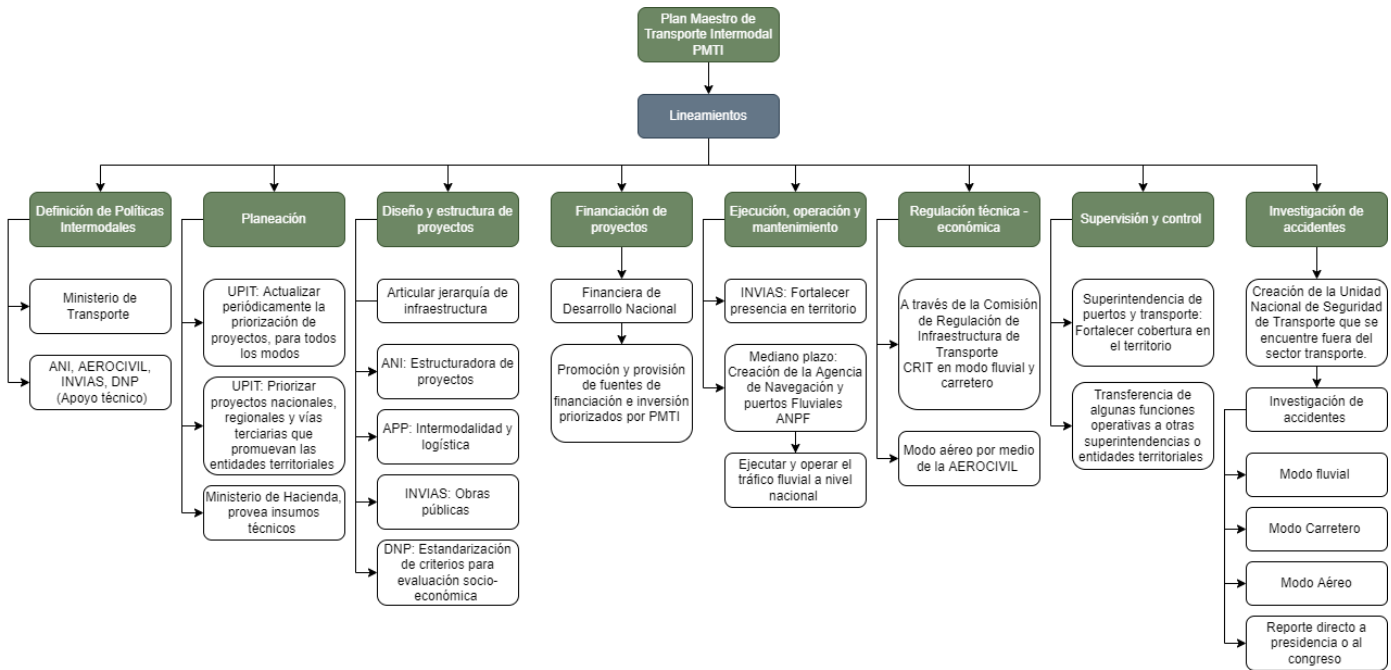 Plan Maestro de
Transporte Intermodal
PMTI
Lineamientos
Definición de Políticas
Intermodales
Ministerio de
Transporte
ANI, AEROCIVIL,
INVIAS, DNP
(Apoyo técnico)
Planeación
UPIT: Actualizar
periódicamente la
priorización de
proyectos, para todos
los modos
UPIT: Priorizar
proyectos nacionales,
regionales y vías
terciarias que
promuevan las
entidades territoriales
Ministerio de Hacienda,
provea insumos
técnicos
Diseño y estructura de
proyectos
Articular jerarquía de
infraestructura
ANI: Estructuradora de
proyectos
APP: Intermodalidad y
logística
INVIAS: Obras
públicas
DNP: Estandarización
de criterios para
evaluación socio-
económica
Financiación de
proyectos
Financiera de
Desarrollo Nacional
Promoción y provisión
de fuentes de
financiación e inversión
priorizados por PMTI
Ejecución, operación y
mantenimiento
INVIAS: Fortalecer
presencia en territorio
Mediano plazo:
Creación de la Agencia
de Navegación y
puertos Fluviales
ANPF
Ejecutar y operar el
tráfico fluvial a nivel
nacional
Regulación técnica -
económica
A través de la Comisión
de Regulación de
Infraestructura de
Transporte
CRIT en modo fluvial y
carretero
Modo aéreo por medio
de la AEROCIVIL
Supervisión y control
Superintendencia de
puertos y transporte:
Fortalecer cobertura en
el territorio
Transferencia de
algunas funciones
operativas a otras
superintendencias o
entidades territoriales
Investigación de
accidentes
Creación de la Unidad
Nacional de Seguridad
de Transporte que se
encuentre fuera del
sector transporte.
Investigación de
accidentes
Modo fluvial
Modo Carretero
Modo Aéreo
Reporte directo a
presidencia o al
congreso